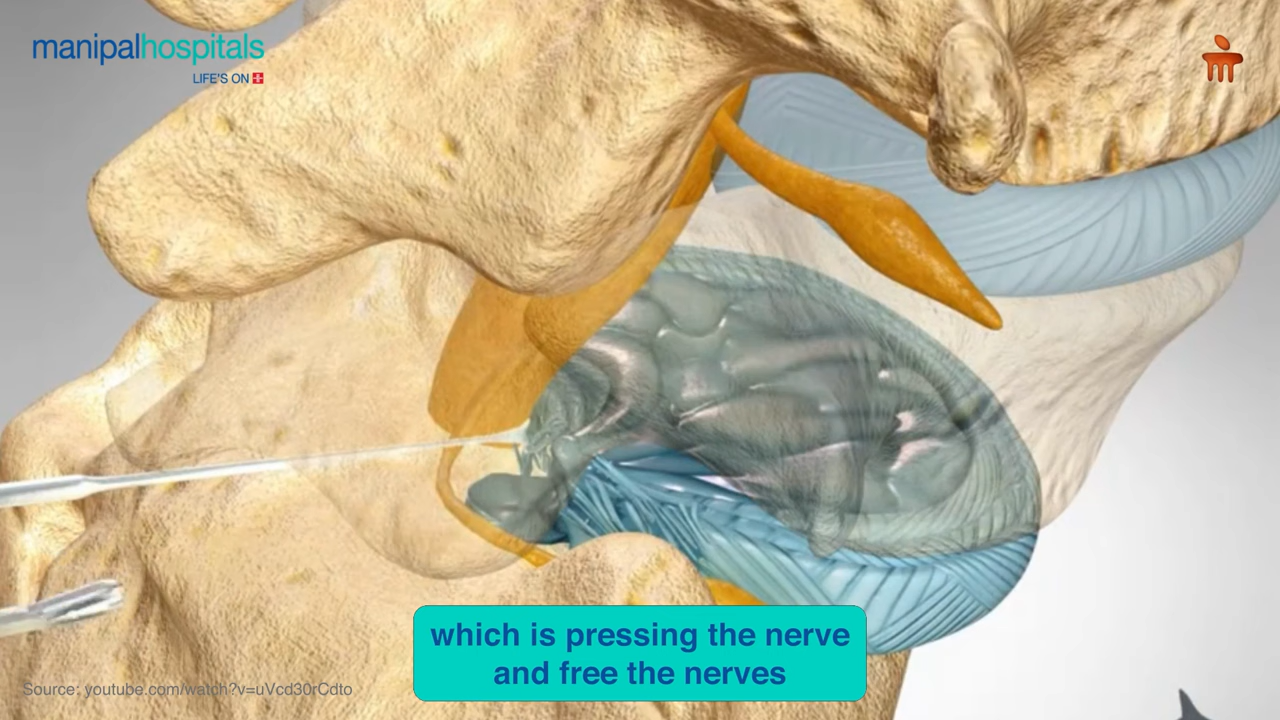 manipalhospitals
LIFE'S ON
which is pressing the nerve
and free the nerves
Source: youtube.com/watch?v=uVcd30rCdto